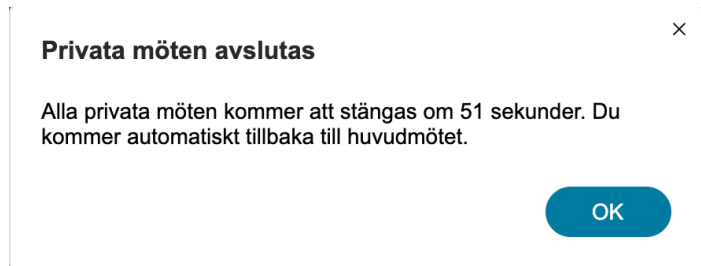 Privata möten avslutas
Alla privata möten kommer att stängas om 51 sekunder. Du
kommer automatiskt tillbaka till huvudmötet.
OK